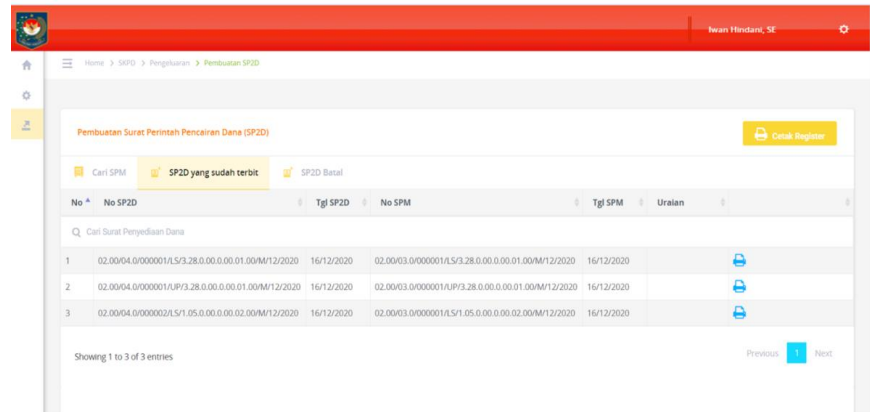 Iwan Hindani, SE
Home > SKPD > Pengeluaran > Pembuatan SP2D
Pembuatan Surat Perintah Pencairan Dana (SP2D)
Cetak Register
Cari SPM SP2D yang sudah terbit SP2D Batal
No No SP2D Tgl SP2D No SPM Tgl SPM Uraian
Cari Surat Penyediaan Dana
1 02.00/04.0/000001/LS/3.28.0.00.0.00.01.00/M/12/2020 16/12/2020 02.00/03.0/000001/LS/3.28.0.00.0.00.01.00/M/12/2020 16/12/2020
2 02.00/04.0/000001/UP/3.28.0.00.0.00.01.00/M/12/2020 16/12/2020 02.00/03.0/000001/UP/3.28.0.00.0.00.01.00/M/12/2020 16/12/2020
3 02.00/04.0/000002/LS/1.05.0.00.0.00.02.00/M/12/2020 16/12/2020 02.00/03.0/000001/LS/1.05.0.00.0.00.02.00/M/12/2020 16/12/2020
Showing 1 to 3 of 3 entries
Previous 1 Next